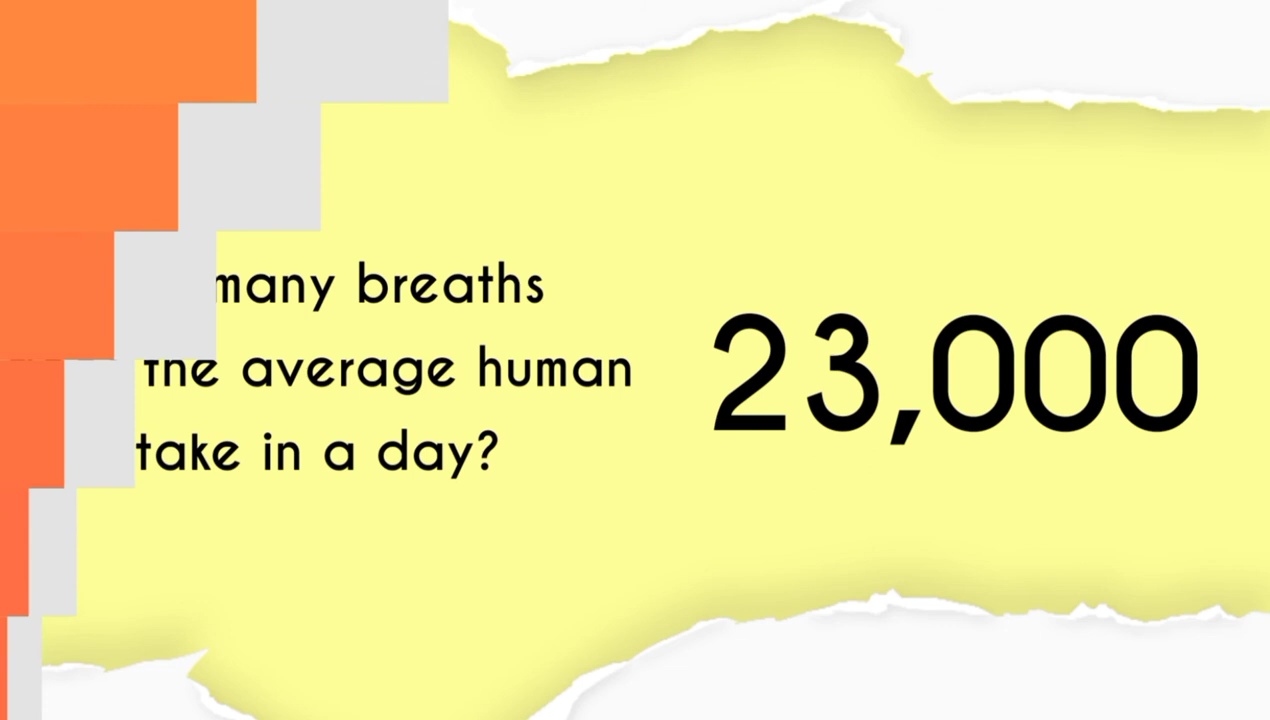 many breaths
the average human
take in a day?
23,000